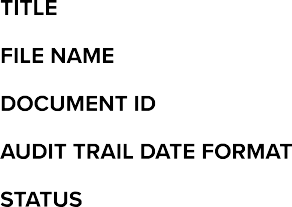 TITLE
FILE NAME
DOCUMENT ID
AUDIT TRAIL DATE FORMAT
STATUS